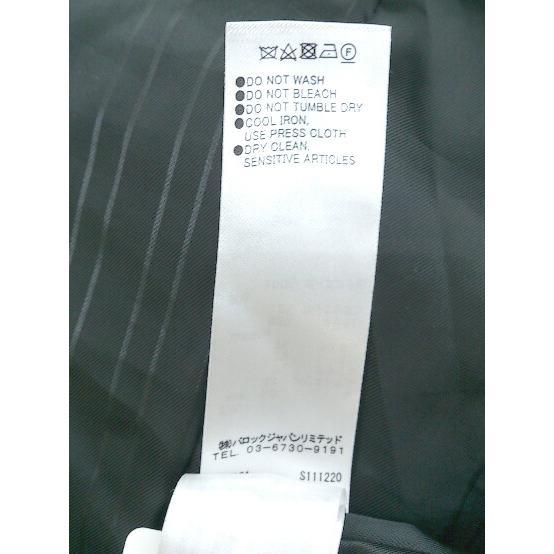 ●DO NOT WASH
●DO NOT BLEACH
●DO NOT TUMBLE DRY
●COOL IRON,
USE PRESS CLOTH
●DRY CLEAN,
SENSITIVE ARTICLES
㈱バロックジャパンリミテッド
TEL. 03-6730-9191
S111220